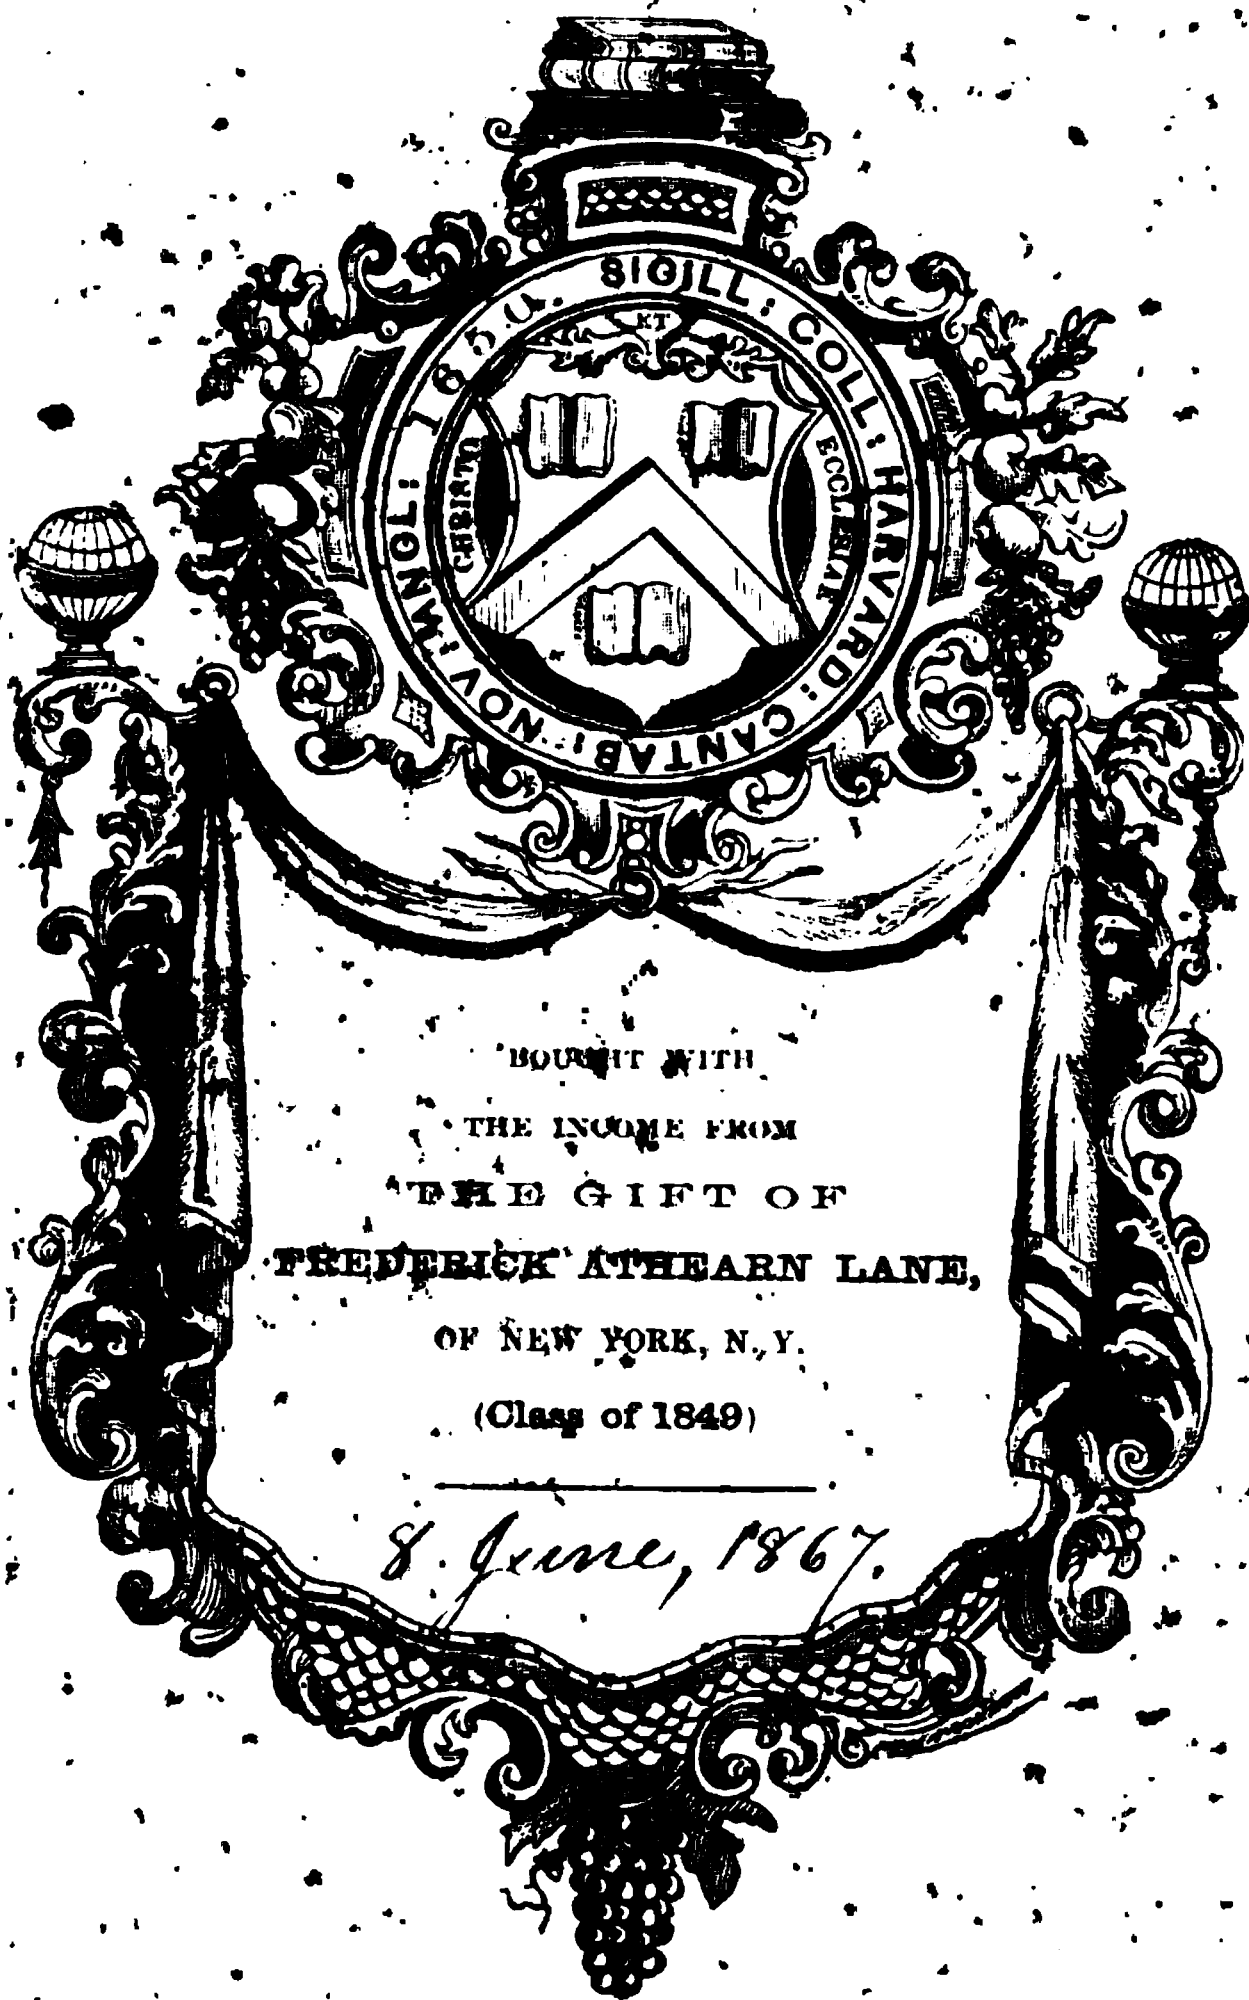 SIGILL: COLL: HARVARD: CANTAB: NOV: ANGL: 1650.
CHRISTO
ET
ECCLESIAE
BOUGHT WITH
THE INCOME FROM
THE GIFT OF
FREDERICK ATHEARN LANE,
OF NEW YORK, N.Y.
(Class of 1849)
8. June, 1867.